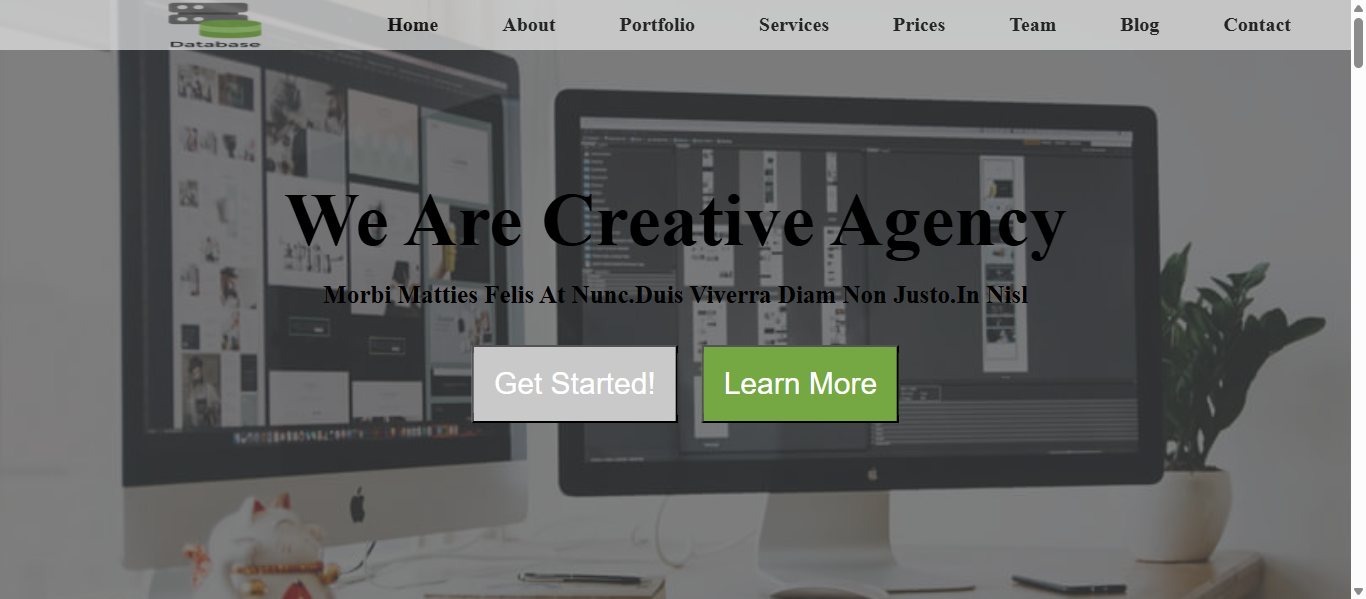 Database
Home About Portfolio Services Prices Team Blog Contact
We Are Creative Agency
Morbi Matties Felis At Nunc.Duis Viverra Diam Non Justo.In Nisl
Get Started! Learn More